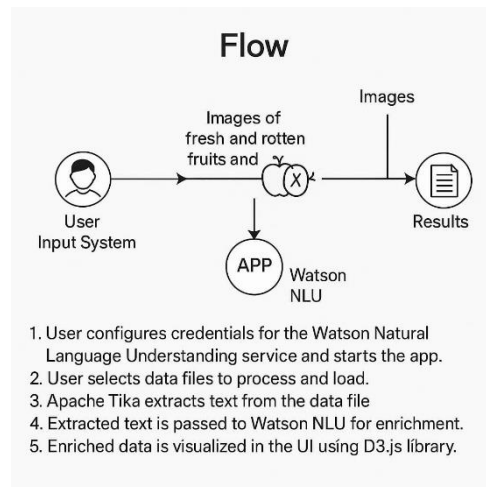 Flow
Images
Images of
fresh and rotten
fruits and
X
User
Input System
Results
APP
Watson
NLU
1. User configures credentials for the Watson Natural
Language Understanding service and starts the app.
2. User selects data files to process and load.
3. Apache Tika extracts text from the data file
4. Extracted text is passed to Watson NLU for enrichment.
5. Enriched data is visualized in the UI usíng D3.js líbrary.